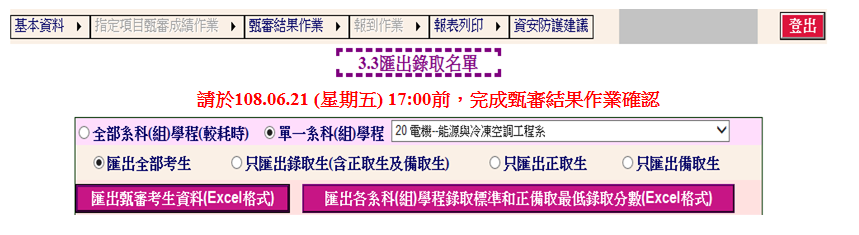 基本資料 指定項目甄審成績作業 甄審結果作業 報到作業 報表列印 資安防護建議 登出
3.3匯出錄取名單
請於108.06.21 (星期五) 17:00前，完成甄審結果作業確認
全部系科(組)學程(較耗時) 單一系科(組)學程 20 電機--能源與冷凍空調工程系
匯出全部考生 只匯出錄取生(含正取生及備取生) 只匯出正取生 只匯出備取生
匯出甄審考生資料(Excel格式) 匯出各系科(組)學程錄取標準和正備取最低錄取分數(Excel格式)